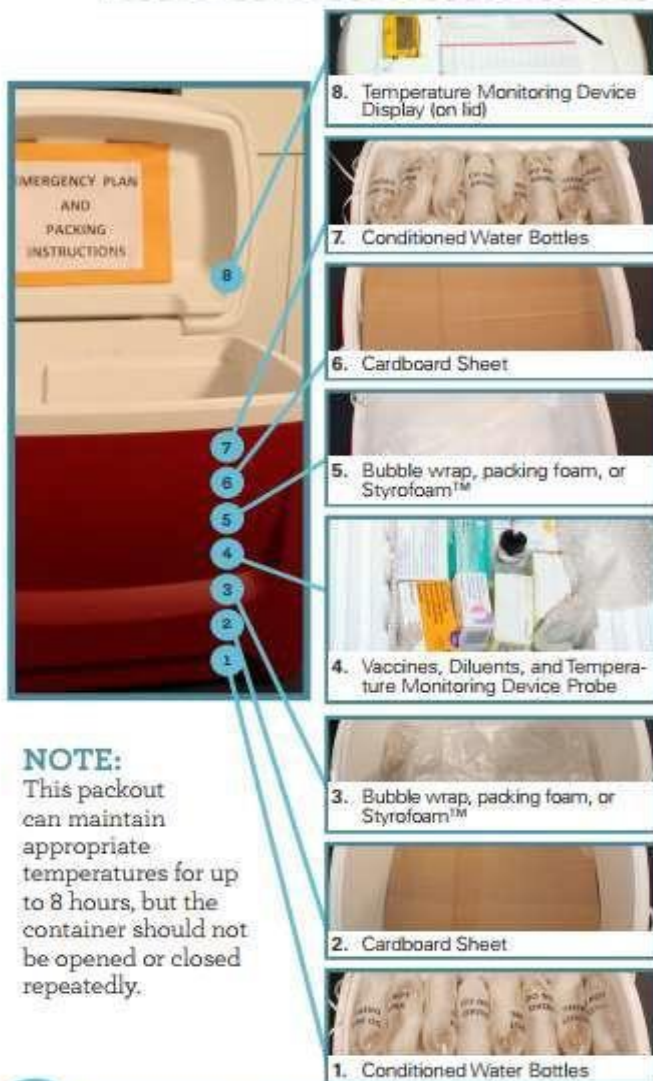 8. Temperature Monitoring Device
Display (on lid)
EMERGENCY PLAN
AND
PACKING
INSTRUCTIONS
8
7. Conditioned Water Bottles
6. Cardboard Sheet
7
6
5
4
3
2
1
5. Bubble wrap, packing foam, or
Styrofoam™
4. Vaccines, Diluents, and Tempera-
ture Monitoring Device Probe
NOTE:
This packout
can maintain
appropriate
temperatures for up
to 8 hours, but the
container should not
be opened or closed
repeatedly.
3. Bubble wrap, packing foam, or
Styrofoam™
2. Cardboard Sheet
DO NOT
1. Conditioned Water Bottles